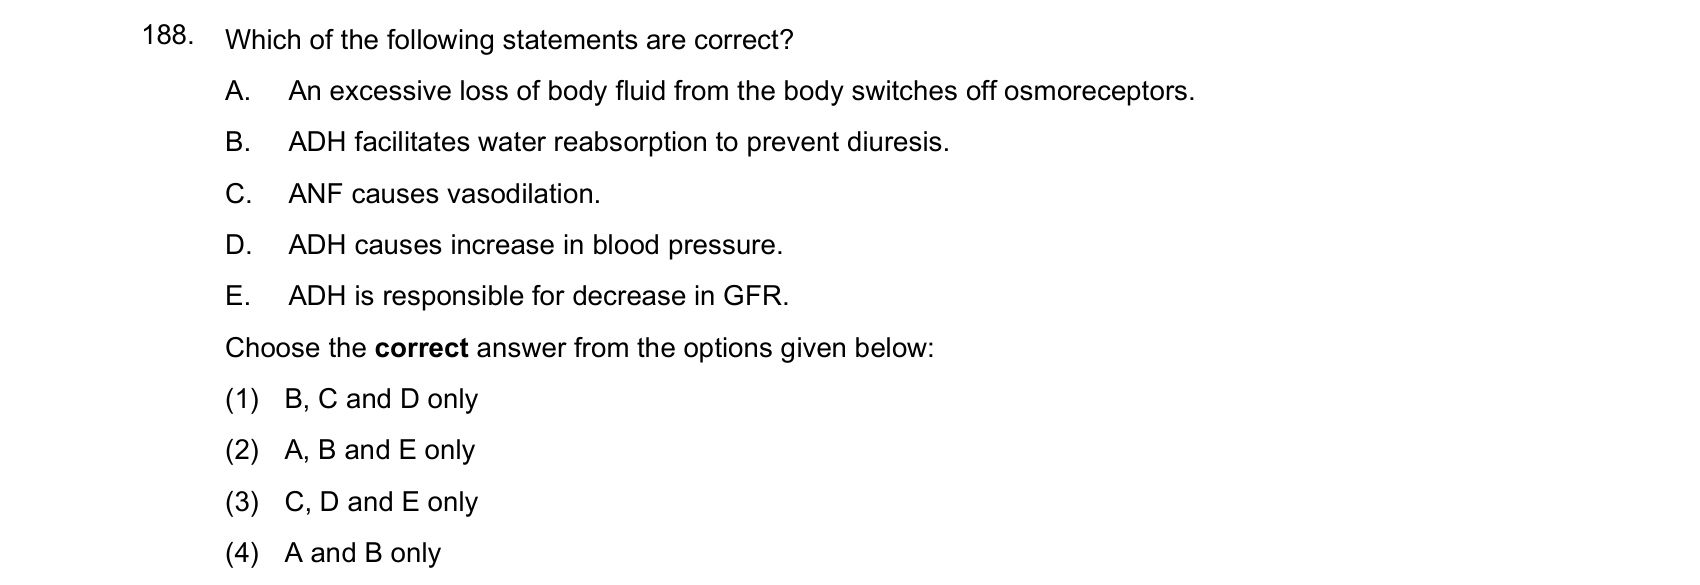 188. Which of the following statements are correct?
A. An excessive loss of body fluid from the body switches off osmoreceptors.
B. ADH facilitates water reabsorption to prevent diuresis.
C. ANF causes vasodilation.
D. ADH causes increase in blood pressure.
E. ADH is responsible for decrease in GFR.
Choose the correct answer from the options given below:
(1) B, C and D only
(2) A, B and E only
(3) C, D and E only
(4) A and B only